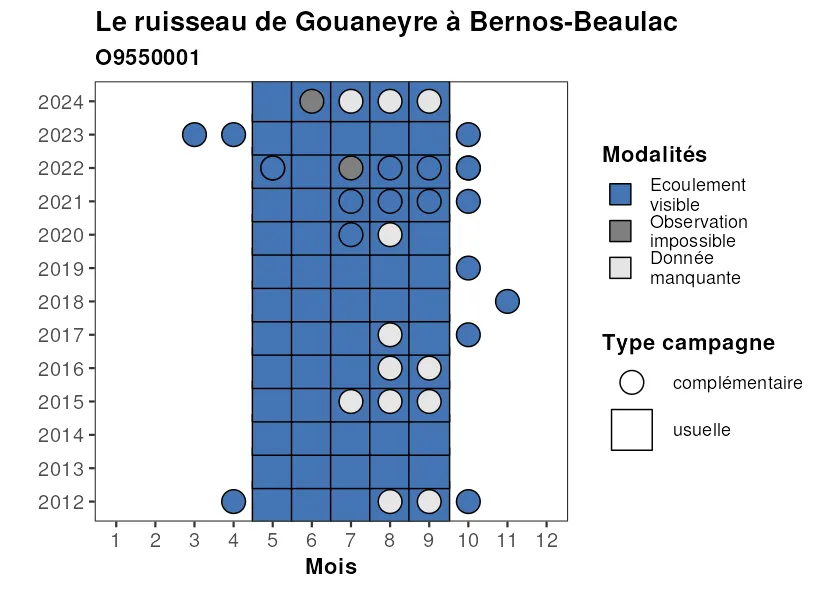 Le ruisseau de Gouaneyre à Bernos-Beaulac
O9550001
2024
2023
2022
2021
2020
2019
2018
2017
2016
2015
2014
2013
2012
1 2 3 4 5 6 7 8 9 10 11 12
Mois
Modalités
Ecoulement
visible
Observation
impossible
Donnée
manquante
Type campagne
complémentaire
usuelle